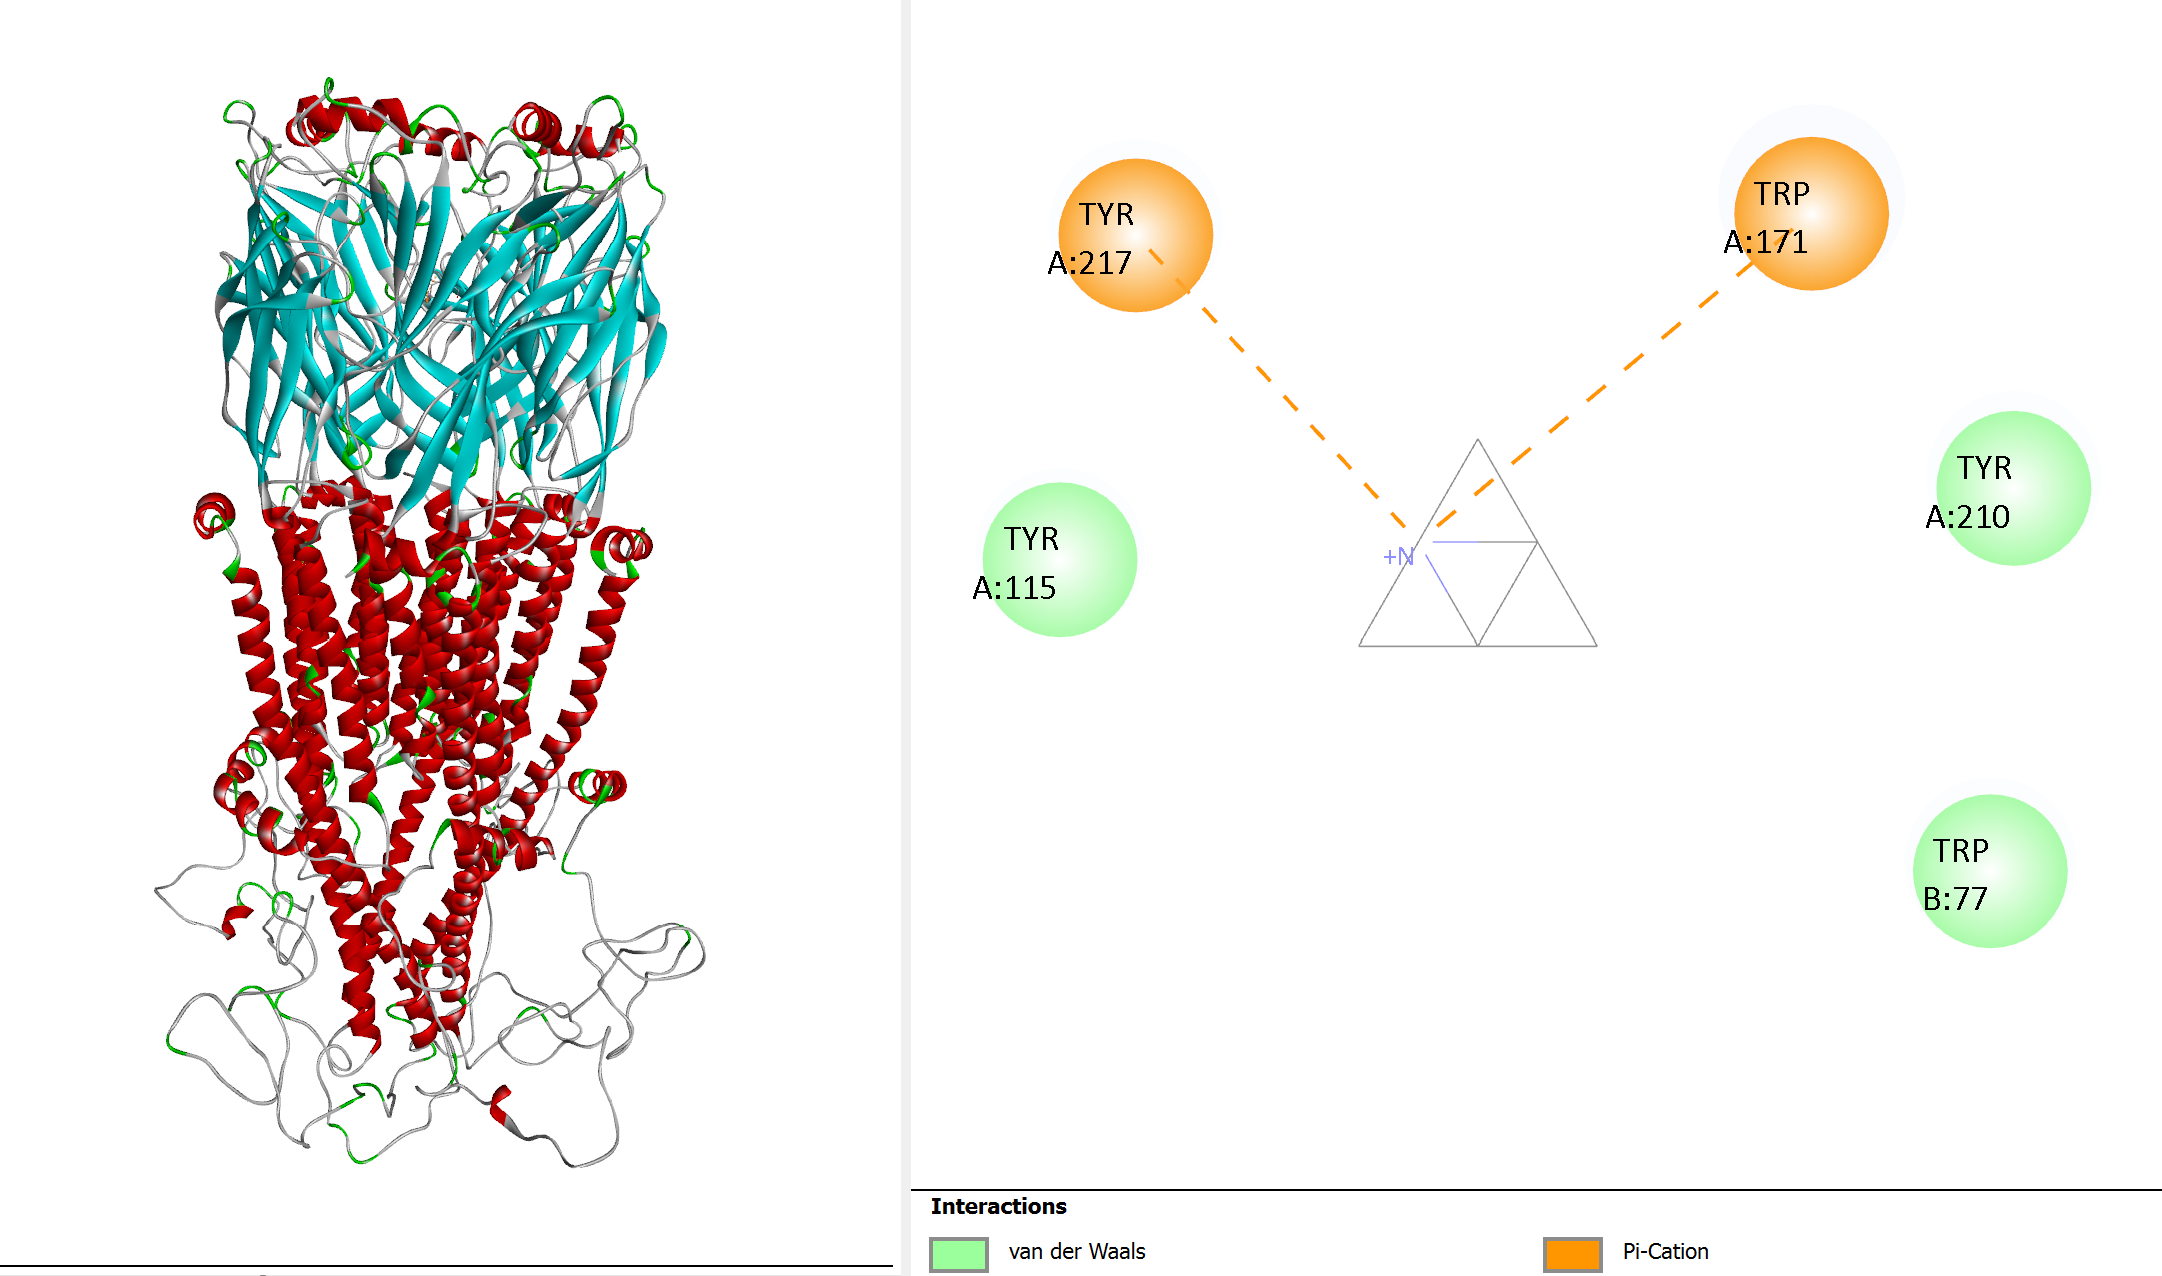 TYR
A:217
TRP
A:171
TYR
A:210
TYR
A:115
+N
TRP
B:77
Interactions
van der Waals
Pi-Cation